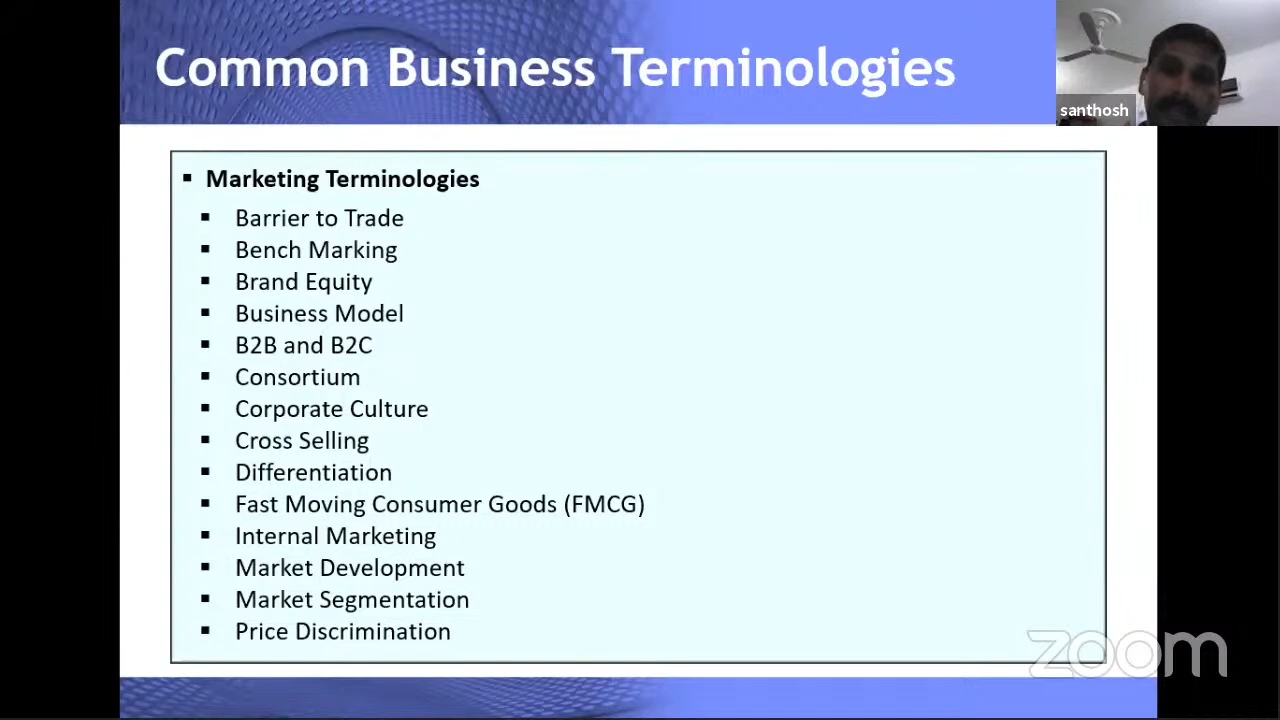 Common Business Terminologies
santhosh
Marketing Terminologies
Barrier to Trade
Bench Marking
Brand Equity
Business Model
B2B and B2C
Consortium
Corporate Culture
Cross Selling
Differentiation
Fast Moving Consumer Goods (FMCG)
Internal Marketing
Market Development
Market Segmentation
Price Discrimination
zoom